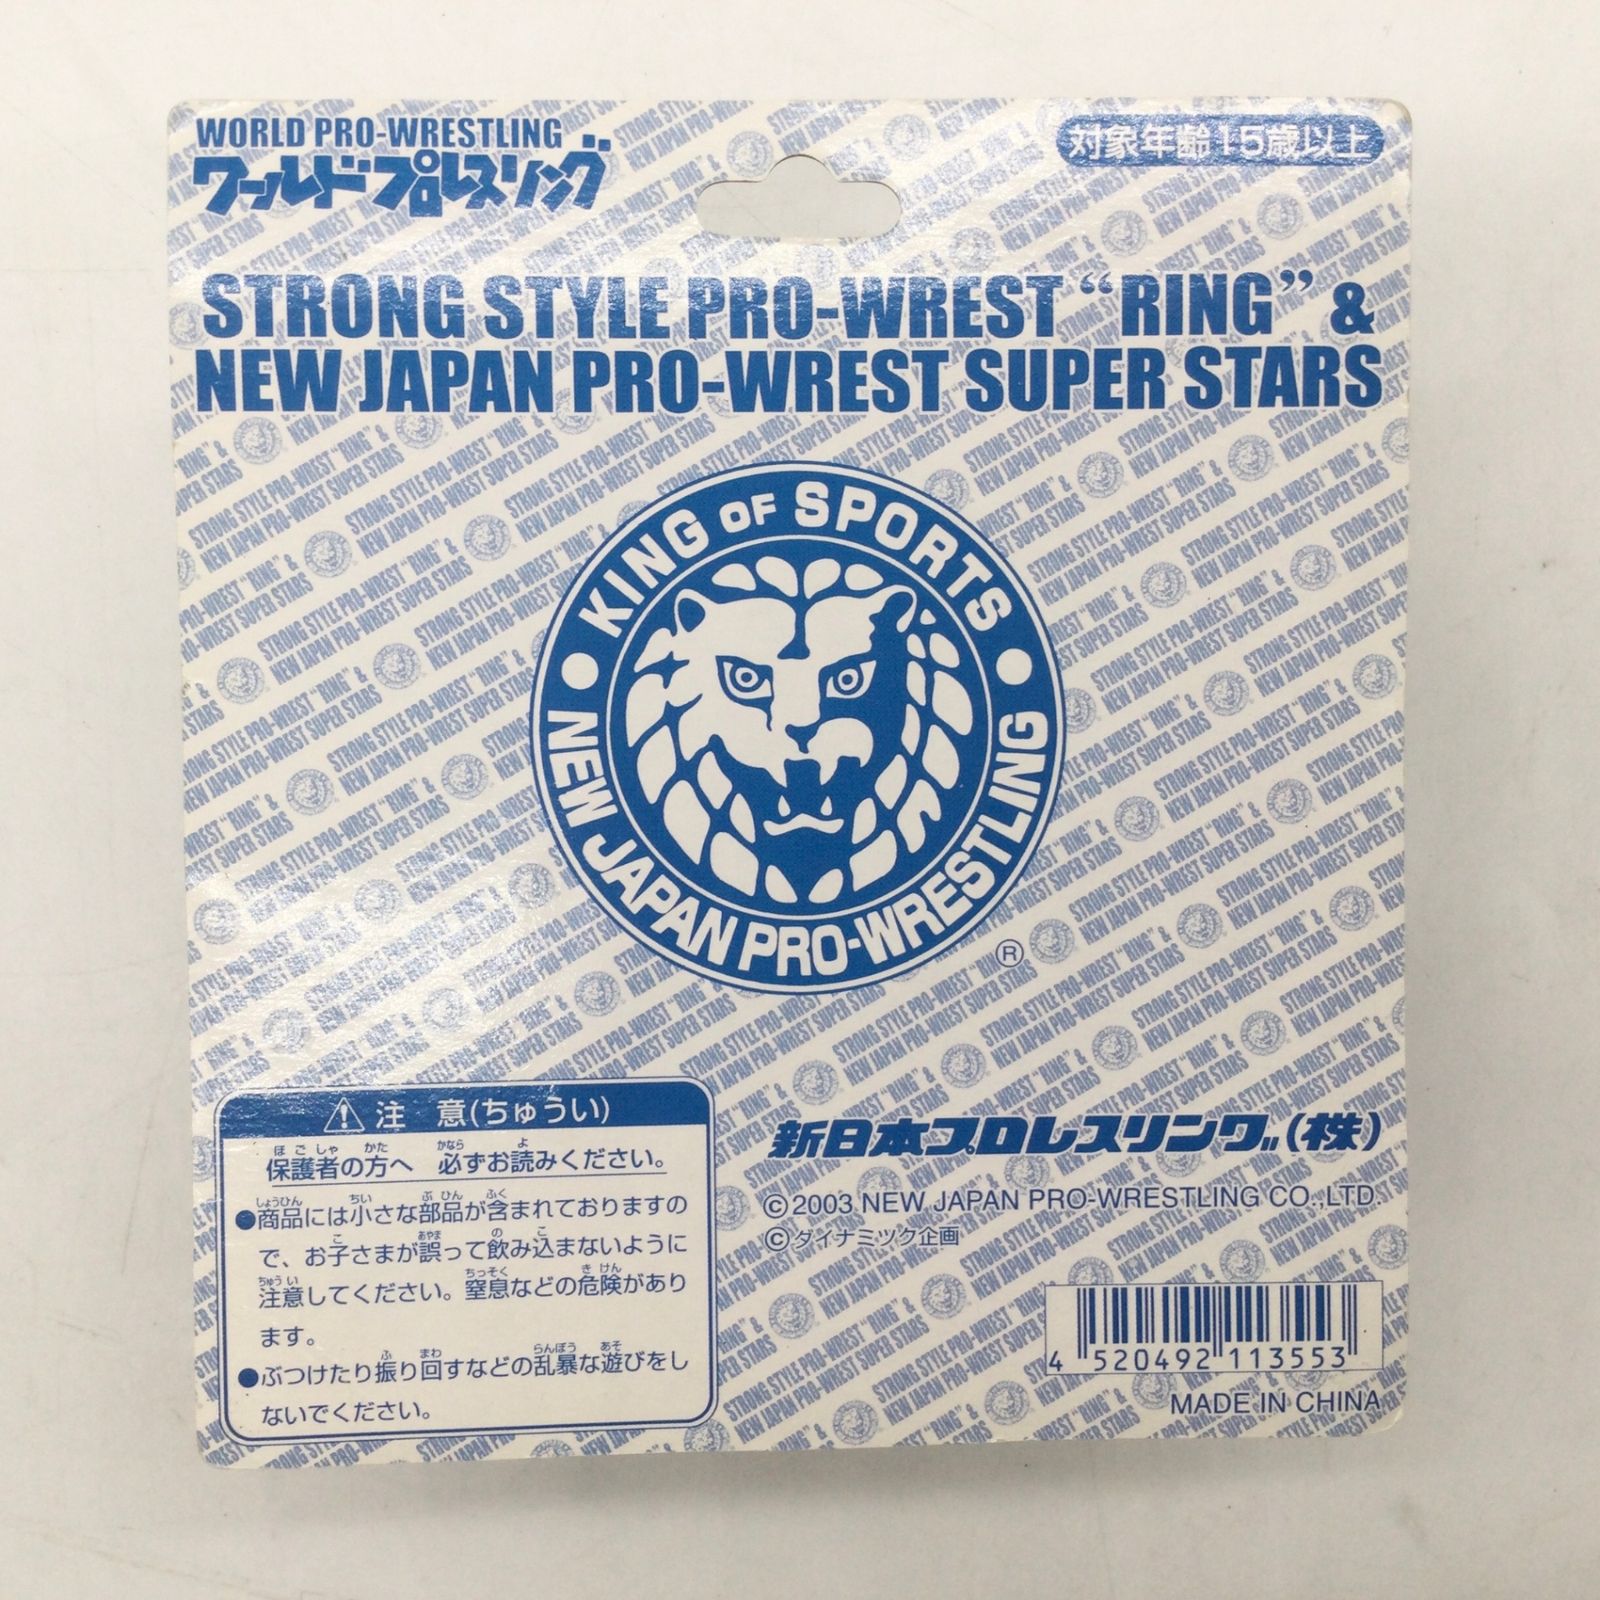 WORLD PRO-WRESTLING
ワールドプロレスリング
対象年齢15歳以上
STRONG STYLE PRO-WREST “RING” &
NEW JAPAN PRO-WREST SUPER STARS
KING OF SPORTS
NEW JAPAN PRO-WRESTLING
®
注 意(ちゅうい)
保護者の方へ 必ずお読みください。
●商品には小さな部品が含まれておりますの
で、お子さまが誤って飲み込まないように
注意してください。窒息などの危険があり
ます。
●ぶつけたり振り回すなどの乱暴な遊びをし
ないでください。
新日本プロレスリング(株)
©2003 NEW JAPAN PRO-WRESTLING CO.,LTD.
©ダイナミック企画
4 520492 113553
MADE IN CHINA